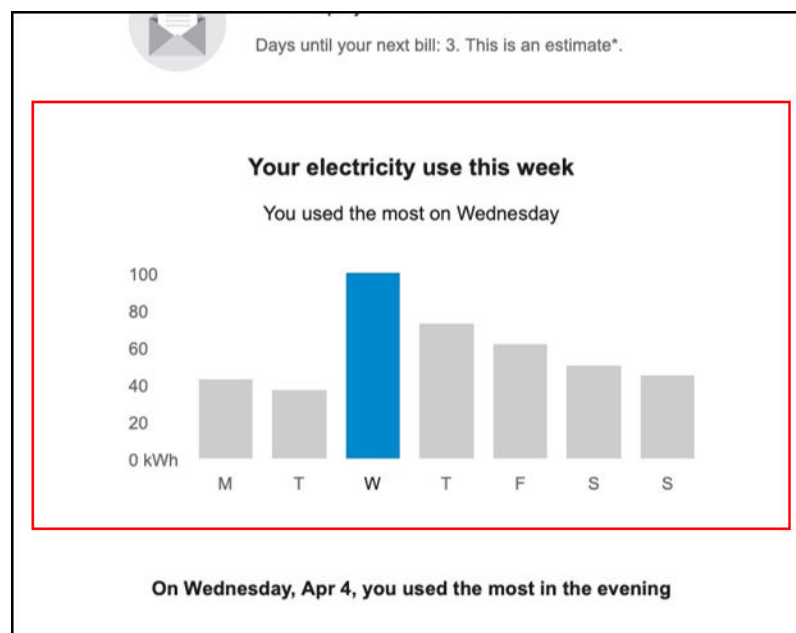 Days until your next bill: 3. This is an estimate*.
Your electricity use this week
You used the most on Wednesday
100
80
60
40
20
0 kWh
M T W T F S S
On Wednesday, Apr 4, you used the most in the evening